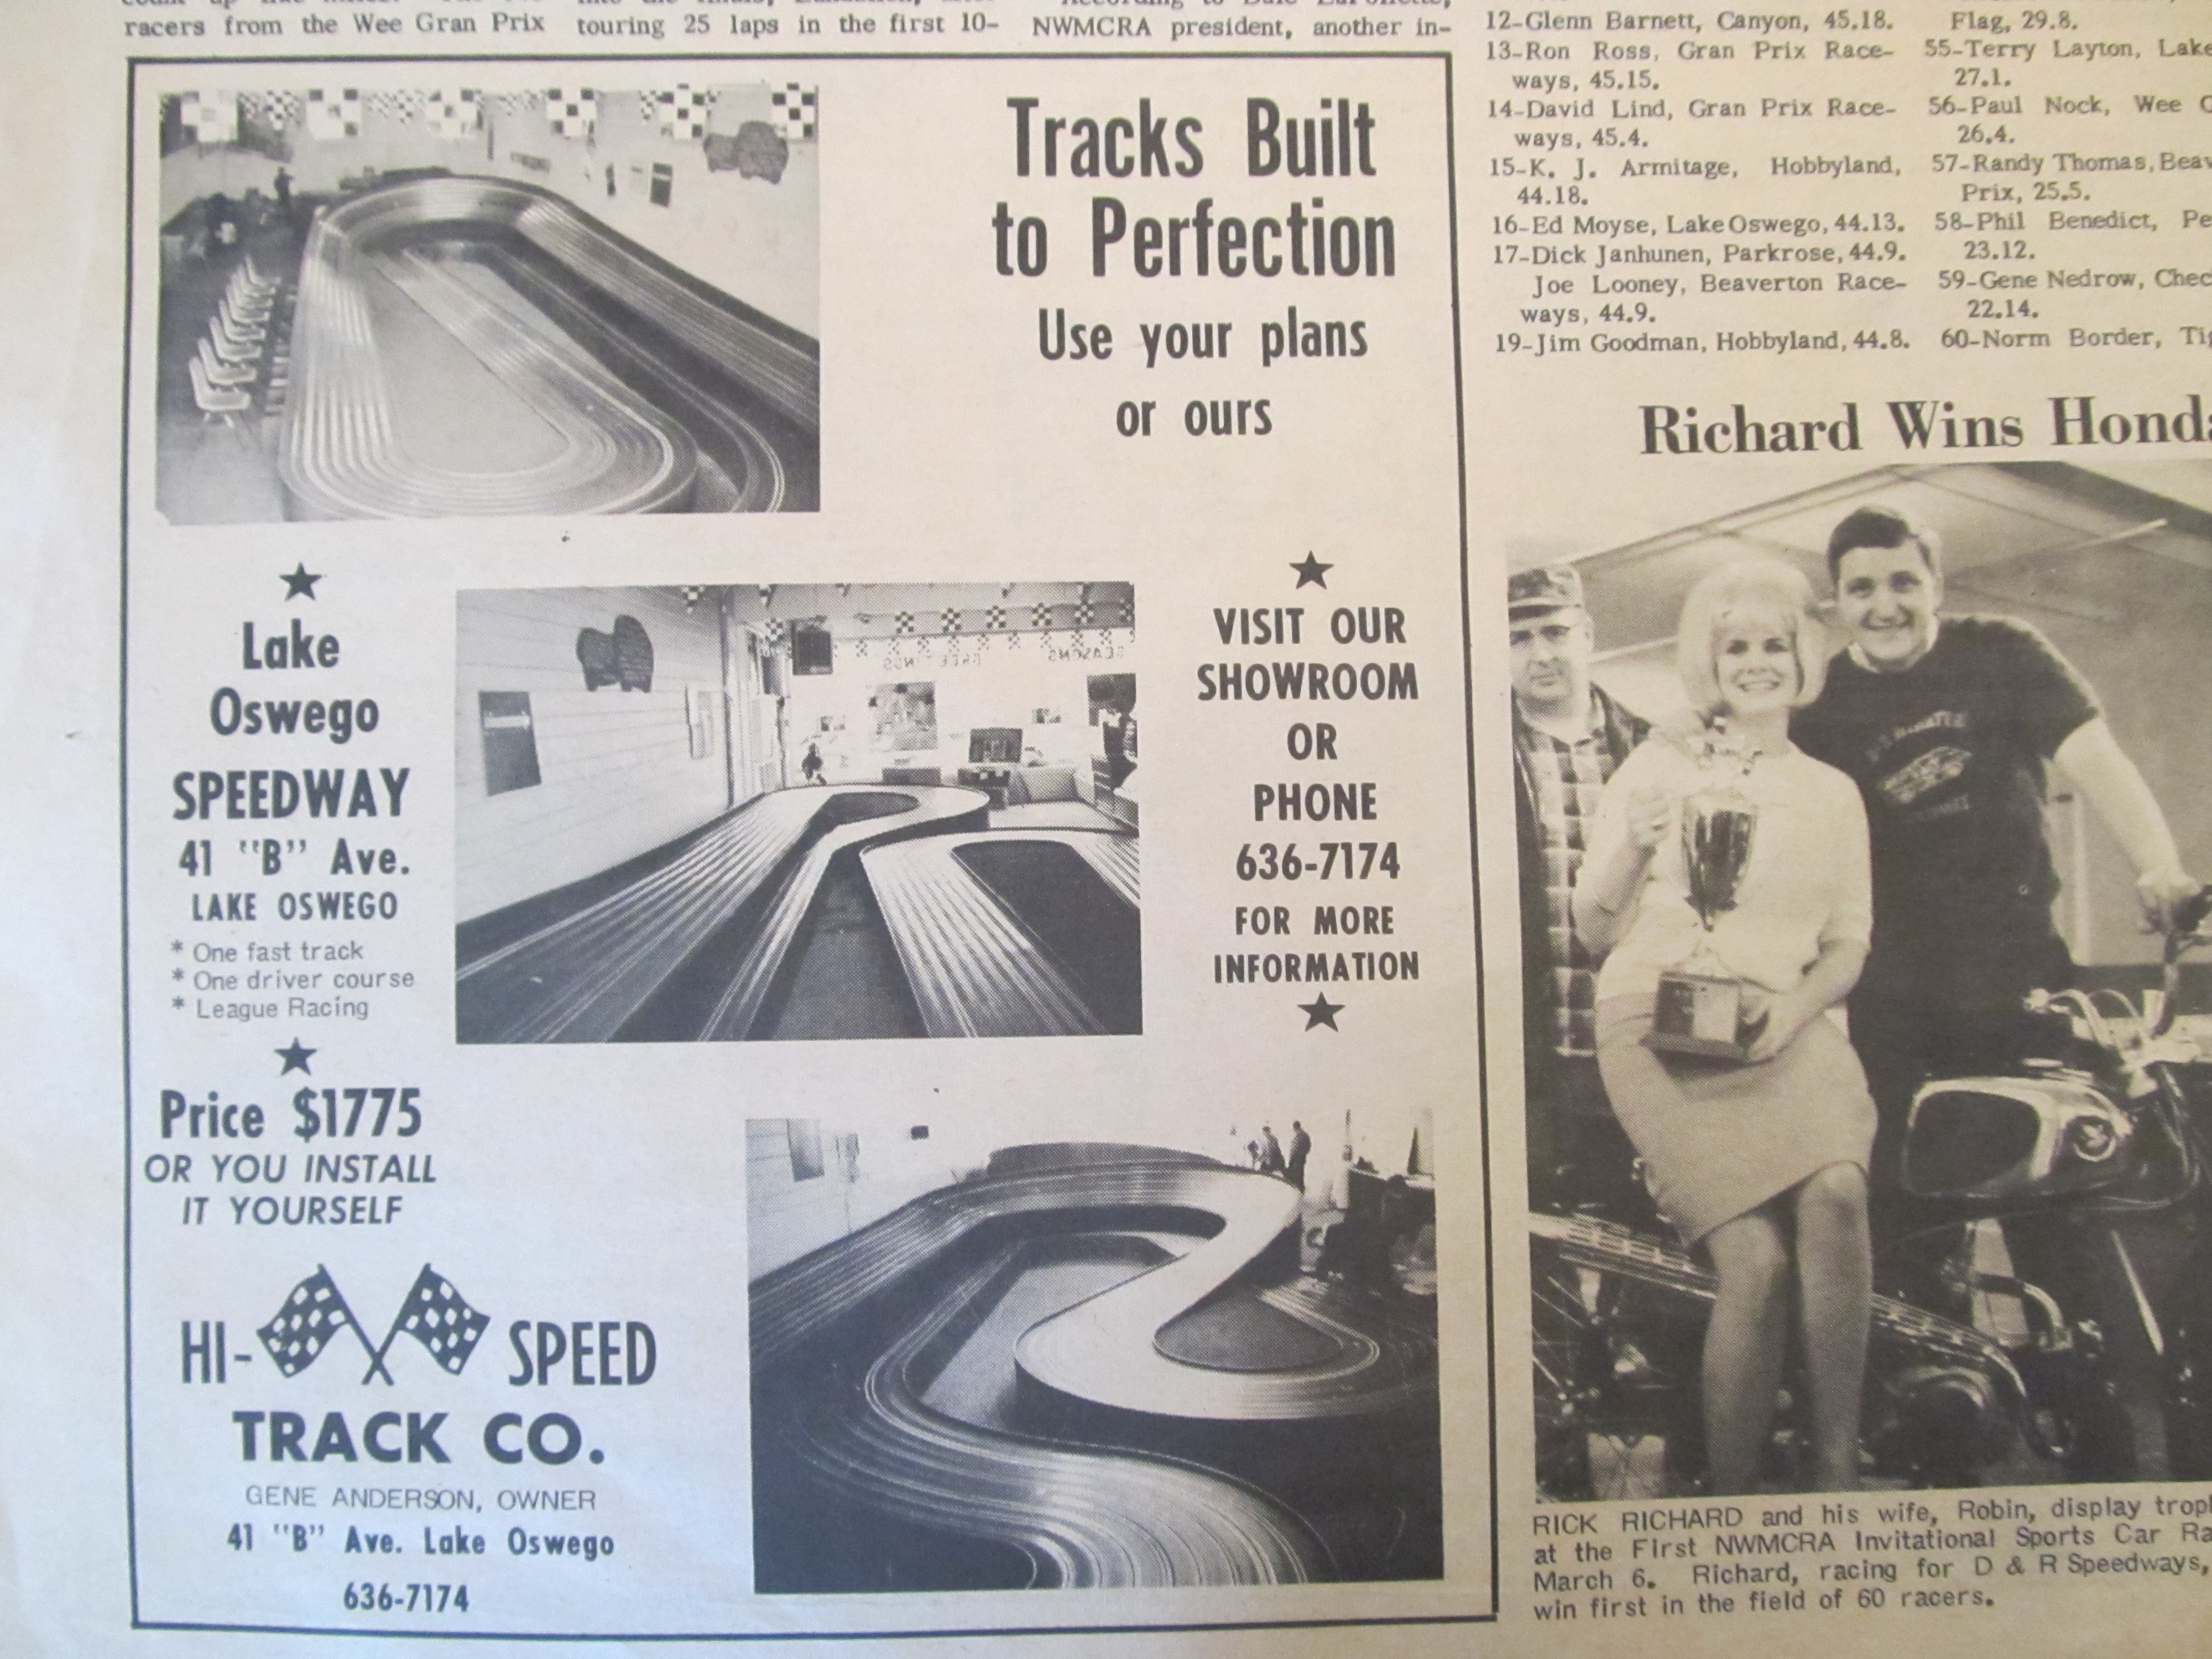 racers from the Wee Gran Prix
touring 25 laps in the first 10-
NWMCRA president, another in-
Tracks Built
to Perfection
Use your plans
or ours
★
Lake
Oswego
SPEEDWAY
41 "B" Ave.
LAKE OSWEGO
* One fast track
* One driver course
* League Racing
★
Price $1775
OR YOU INSTALL
IT YOURSELF
SEASONS
★
VISIT OUR
SHOWROOM
OR
PHONE
636-7174
FOR MORE
INFORMATION
★
HI- SPEED
TRACK CO.
GENE ANDERSON, OWNER
41 "B" Ave. Lake Oswego
636-7174
12-Glenn Barnett, Canyon, 45.18.
13-Ron Ross, Gran Prix Race-
ways, 45.15.
14-David Lind, Gran Prix Race-
ways, 45.4.
15-K. J. Armitage, Hobbyland,
44.18.
16-Ed Moyse, Lake Oswego, 44.13.
17-Dick Janhunen, Parkrose, 44.9.
Joe Looney, Beaverton Race-
ways, 44.9.
19-Jim Goodman, Hobbyland, 44.8.
Flag, 29.8.
55-Terry Layton, Lake
27.1.
56-Paul Nock, Wee
26.4.
57-Randy Thomas, Beav
Prix, 25.5.
58-Phil Benedict, Pe
23.12.
59-Gene Nedrow, Chec
22.14.
60-Norm Border, Tig
Richard Wins Honda
RICK RICHARD and his wife, Robin, display trop
at the First NWMCRA Invitational Sports Car Ra
March 6. Richard, racing for D & R Speedways,
win first in the field of 60 racers.